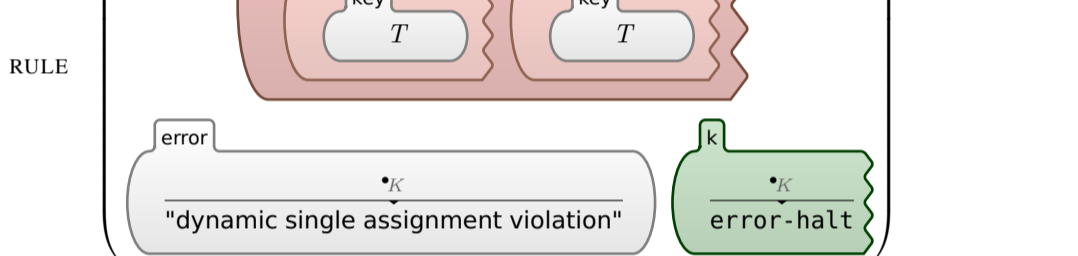 key key
T T
RULE
error k
•K •K
"dynamic single assignment violation" error-halt